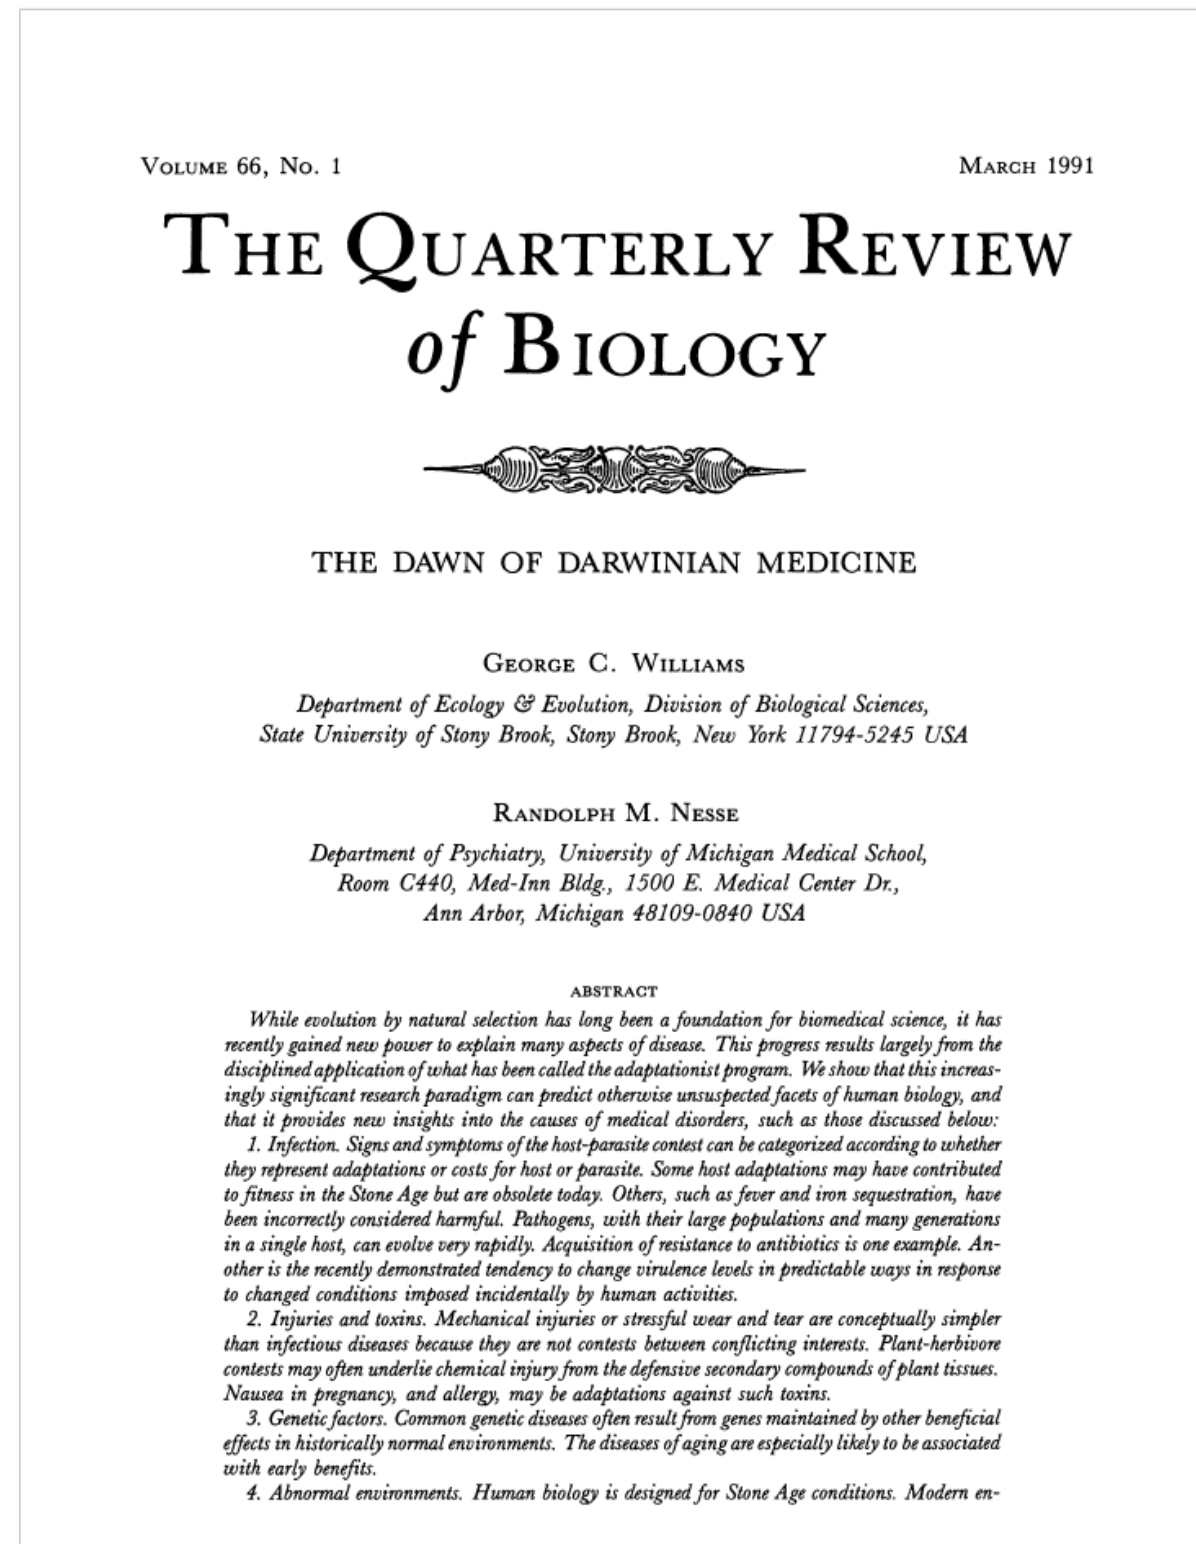 VOLUME 66, No. 1
MARCH 1991
THE QUARTERLY REVIEW
of BIOLOGY
THE DAWN OF DARWINIAN MEDICINE
GEORGE C. WILLIAMS
Department of Ecology & Evolution, Division of Biological Sciences,
State University of Stony Brook, Stony Brook, New York 11794-5245 USA
RANDOLPH M. NESSE
Department of Psychiatry, University of Michigan Medical School,
Room C440, Med-Inn Bldg., 1500 E. Medical Center Dr.,
Ann Arbor, Michigan 48109-0840 USA
ABSTRACT
While evolution by natural selection has long been a foundation for biomedical science, it has
recently gained new power to explain many aspects of disease. This progress results largely from the
disciplined application of what has been called the adaptationist program. We show that this increas-
ingly significant research paradigm can predict otherwise unsuspected facets of human biology, and
that it provides new insights into the causes of medical disorders, such as those discussed below:
1. Infection. Signs and symptoms of the host-parasite contest can be categorized according to whether
they represent adaptations or costs for host or parasite. Some host adaptations may have contributed
to fitness in the Stone Age but are obsolete today. Others, such as fever and iron sequestration, have
been incorrectly considered harmful. Pathogens, with their large populations and many generations
in a single host, can evolve very rapidly. Acquisition of resistance to antibiotics is one example. An-
other is the recently demonstrated tendency to change virulence levels in predictable ways in response
to changed conditions imposed incidentally by human activities.
2. Injuries and toxins. Mechanical injuries or stressful wear and tear are conceptually simpler
than infectious diseases because they are not contests between conflicting interests. Plant-herbivore
contests may often underlie chemical injury from the defensive secondary compounds of plant tissues.
Nausea in pregnancy, and allergy, may be adaptations against such toxins.
3. Genetic factors. Common genetic diseases often result from genes maintained by other beneficial
effects in historically normal environments. The diseases of aging are especially likely to be associated
with early benefits.
4. Abnormal environments. Human biology is designed for Stone Age conditions. Modern en-